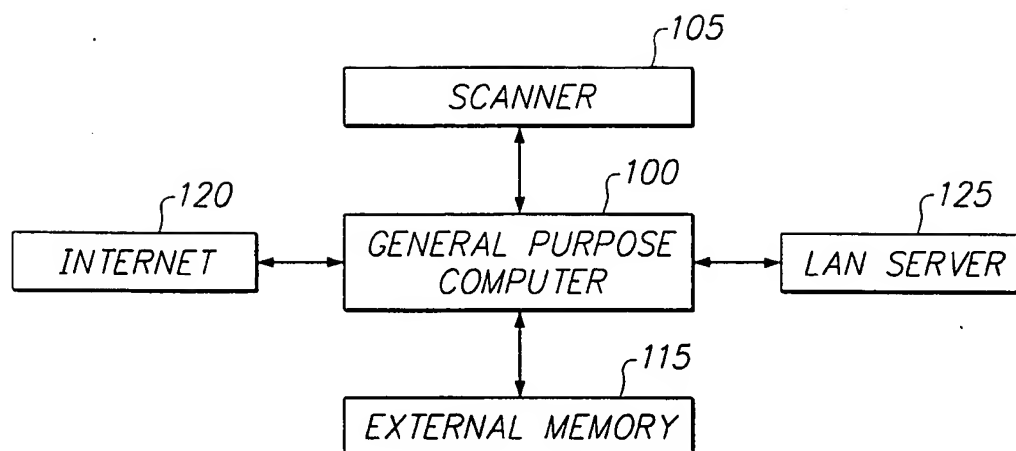 105
SCANNER
100
120
125
GENERAL PURPOSE
COMPUTER
INTERNET
LAN SERVER
115
EXTERNAL MEMORY